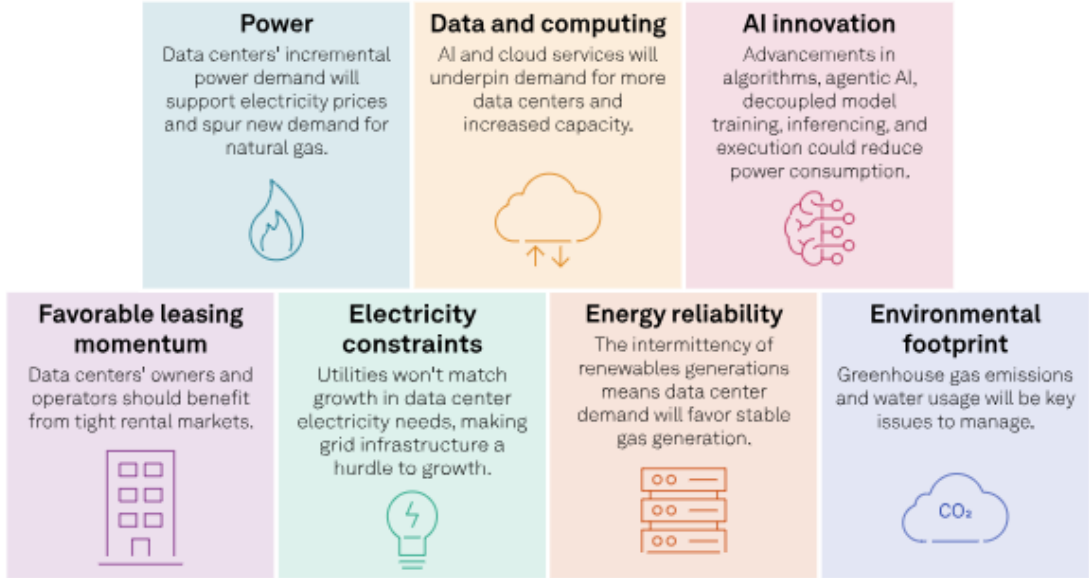 Power
Data centers' incremental
power demand will
support electricity prices
and spur new demand for
natural gas.
Data and computing
AI and cloud services will
underpin demand for more
data centers and
increased capacity.
AI innovation
Advancements in
algorithms, agentic AI,
decoupled model
training, inferencing, and
execution could reduce
power consumption.
Favorable leasing
momentum
Data centers' owners and
operators should benefit
from tight rental markets.
Electricity
constraints
Utilities won't match
growth in data center
electricity needs, making
grid infrastructure a
hurdle to growth.
Energy reliability
The intermittency of
renewables generations
means data center
demand will favor stable
gas generation.
Environmental
footprint
Greenhouse gas emissions
and water usage will be key
issues to manage.
CO₂